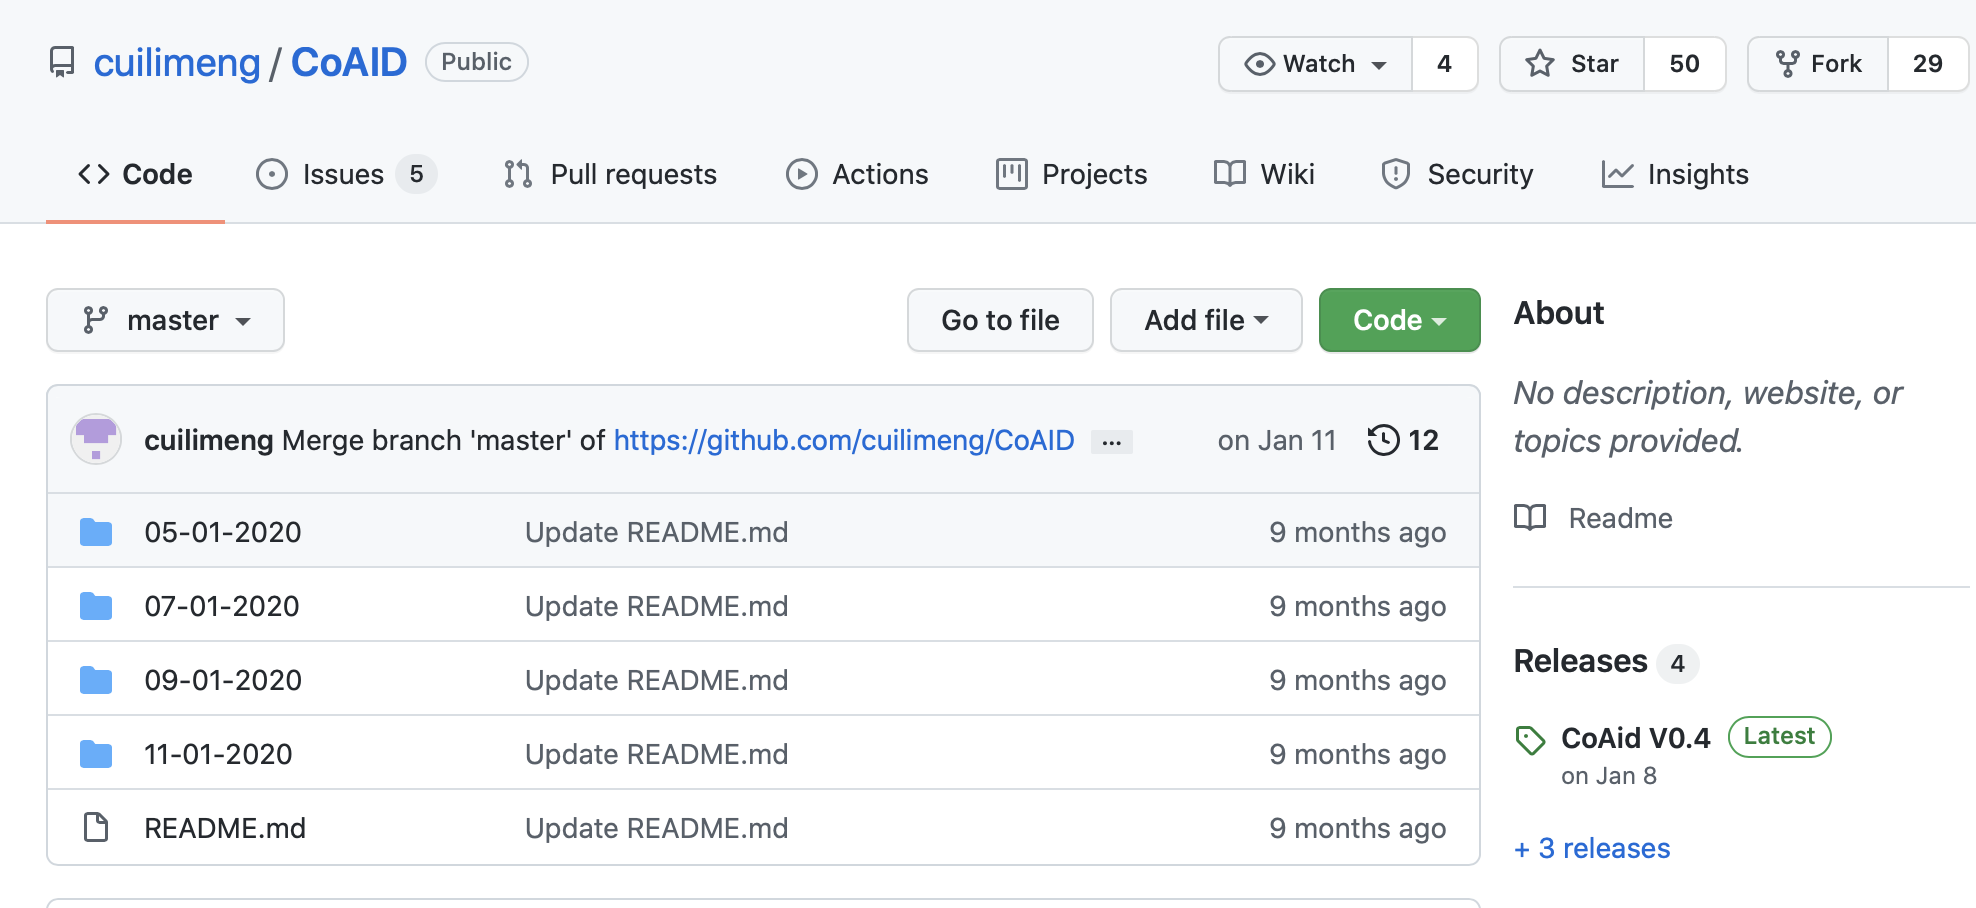 cuilimeng / CoAID Public
Watch 4 Star 50 Fork 29
Code Issues 5 Pull requests Actions Projects Wiki Security Insights
master Go to file Add file Code
cuilimeng Merge branch 'master' of https://github.com/cuilimeng/CoAID ... on Jan 11 12
05-01-2020 Update README.md 9 months ago
07-01-2020 Update README.md 9 months ago
09-01-2020 Update README.md 9 months ago
11-01-2020 Update README.md 9 months ago
README.md Update README.md 9 months ago
About
No description, website, or
topics provided.
Readme
Releases 4
CoAid V0.4 Latest
on Jan 8
+ 3 releases